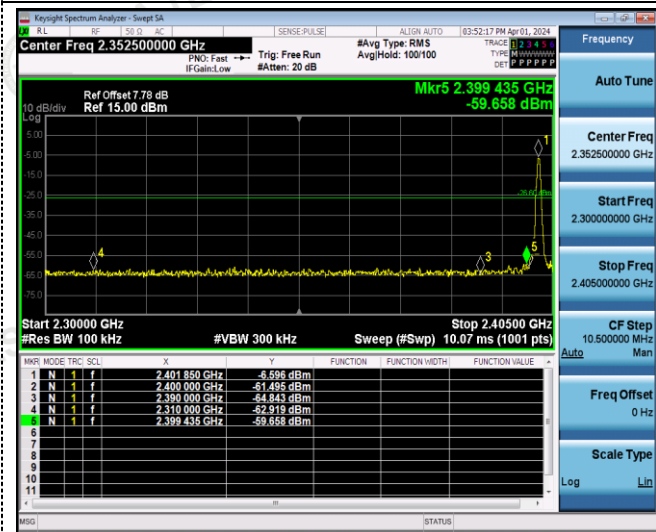 Keysight Spectrum Analyzer - Swept SA
RL RF 50 Ω AC SENSE:PULSE ALIGN AUTO 03:52:17 PM Apr 01, 2024
Center Freq 2.352500000 GHz
PNO: Fast
IFGain:Low
Trig: Free Run
#Atten: 20 dB
#Avg Type: RMS
Avg|Hold: 100/100
TRACE 1 2 3 4 5 6
TYPE M W W W W W
DET P P P P P P
Mkr5 2.399 435 GHz
-59.658 dBm
Ref Offset 7.78 dB
10 dB/div Ref 15.00 dBm
Log
5.00
-5.00
-15.0
-25.0
-35.0
-45.0
-55.0
-65.0
-75.0
1
-26.60 dBm
4
3
5
Start 2.30000 GHz Stop 2.40500 GHz
#Res BW 100 kHz #VBW 300 kHz Sweep (#Swp) 10.07 ms (1001 pts)
MKR MODE TRC SCL X Y FUNCTION FUNCTION WIDTH FUNCTION VALUE
1 N 1 f 2.401 850 GHz -6.596 dBm
2 N 1 f 2.400 000 GHz -61.495 dBm
3 N 1 f 2.390 000 GHz -64.843 dBm
4 N 1 f 2.310 000 GHz -62.919 dBm
5 N 1 f 2.399 435 GHz -59.658 dBm
6
7
8
9
10
11
MSG STATUS
Frequency
Auto Tune
Center Freq
2.352500000 GHz
Start Freq
2.300000000 GHz
Stop Freq
2.405000000 GHz
CF Step
10.500000 MHz
Auto Man
Freq Offset
0 Hz
Scale Type
Log Lin